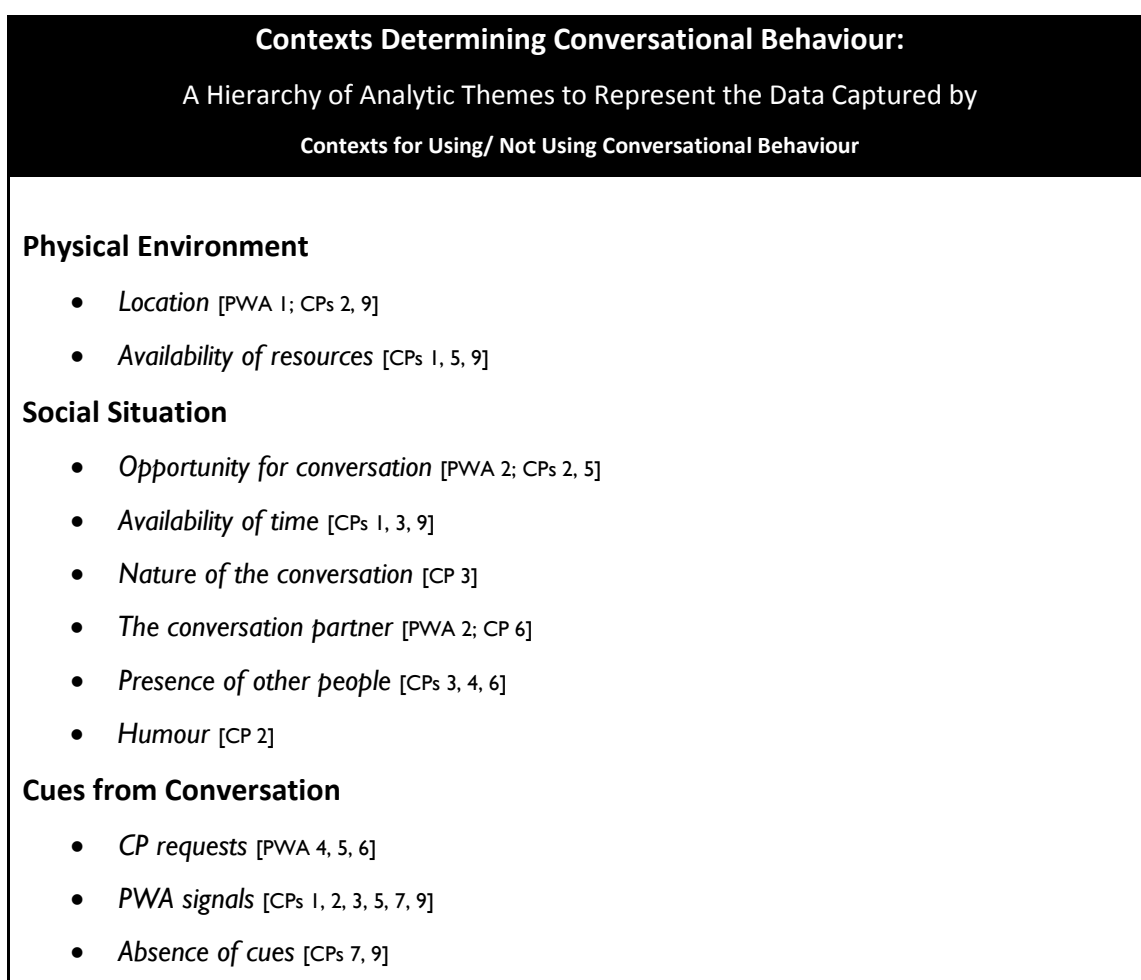 Contexts Determining Conversational Behaviour:
A Hierarchy of Analytic Themes to Represent the Data Captured by
Contexts for Using/ Not Using Conversational Behaviour
Physical Environment
• Location [PWA 1; CPs 2, 9]
• Availability of resources [CPs 1, 5, 9]
Social Situation
• Opportunity for conversation [PWA 2; CPs 2, 5]
• Availability of time [CPs 1, 3, 9]
• Nature of the conversation [CP 3]
• The conversation partner [PWA 2; CP 6]
• Presence of other people [CPs 3, 4, 6]
• Humour [CP 2]
Cues from Conversation
• CP requests [PWA 4, 5, 6]
• PWA signals [CPs 1, 2, 3, 5, 7, 9]
• Absence of cues [CPs 7, 9]